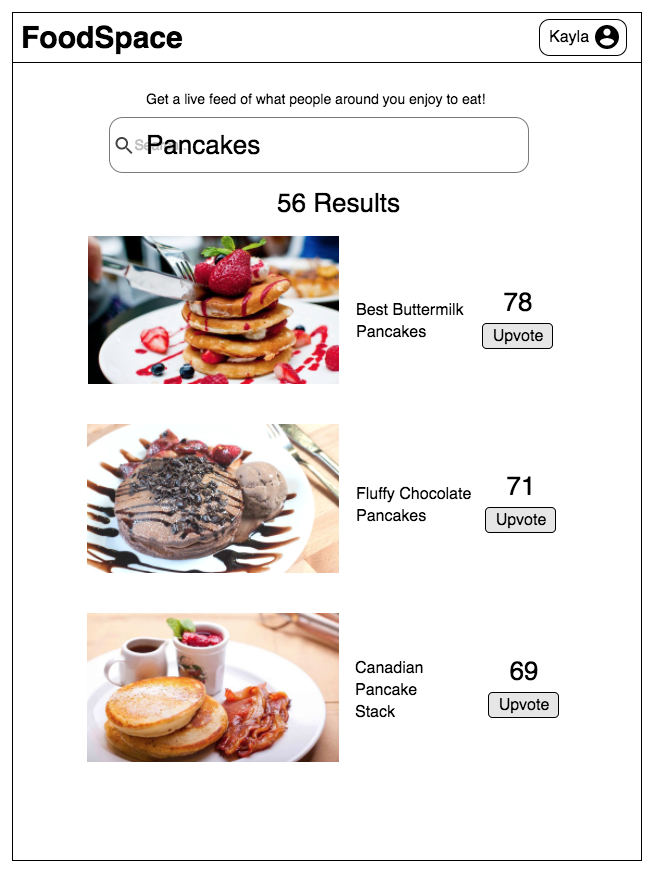 FoodSpace
Kayla
Get a live feed of what people around you enjoy to eat!
Pancakes
56 Results
Best Buttermilk
Pancakes
78
Upvote
Fluffy Chocolate
Pancakes
71
Upvote
Canadian
Pancake
Stack
69
Upvote